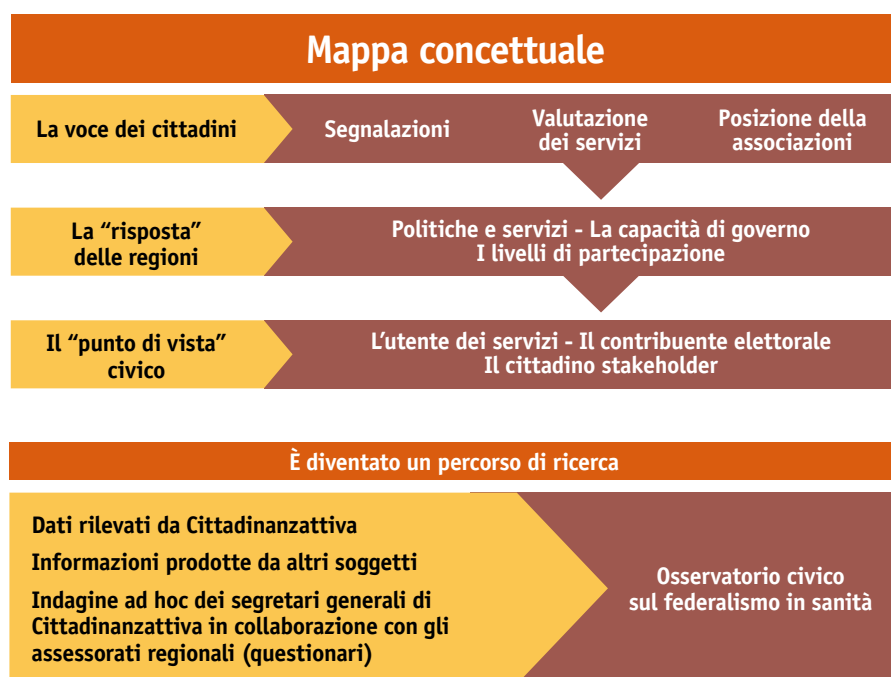 Mappa concettuale
La voce dei cittadini
Segnalazioni
Valutazione
dei servizi
Posizione della
associazioni
La “risposta”
delle regioni
Politiche e servizi - La capacità di governo
I livelli di partecipazione
Il “punto di vista”
civico
L’utente dei servizi - Il contribuente elettorale
Il cittadino stakeholder
È diventato un percorso di ricerca
Dati rilevati da Cittadinanzattiva
Informazioni prodotte da altri soggetti
Indagine ad hoc dei segretari generali di
Cittadinanzattiva in collaborazione con gli
assessorati regionali (questionari)
Osservatorio civico
sul federalismo in sanità